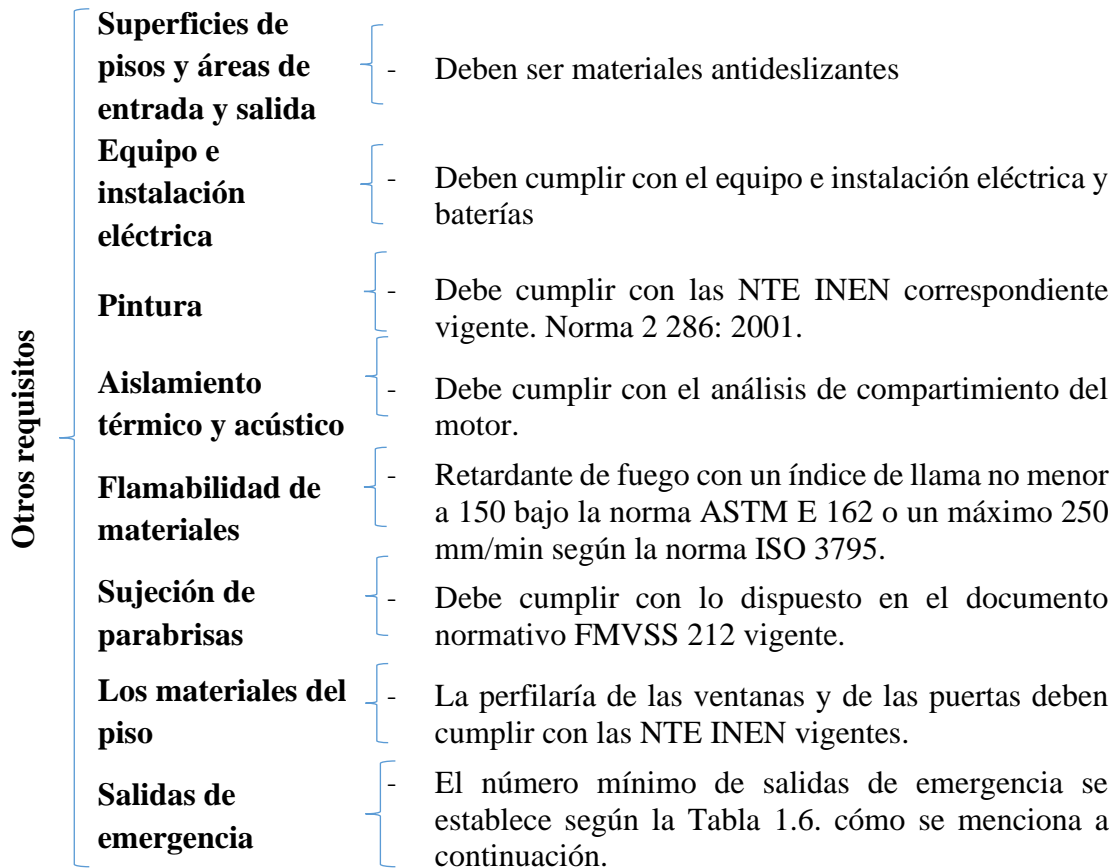 Otros requisitos
Superficies de
pisos y áreas de
entrada y salida
- Deben ser materiales antideslizantes
Equipo e
instalación
eléctrica
- Deben cumplir con el equipo e instalación eléctrica y
baterías
Pintura
- Debe cumplir con las NTE INEN correspondiente
vigente. Norma 2 286: 2001.
Aislamiento
térmico y acústico
- Debe cumplir con el análisis de compartimiento del
motor.
Flamabilidad de
materiales
- Retardante de fuego con un índice de llama no menor
a 150 bajo la norma ASTM E 162 o un máximo 250
mm/min según la norma ISO 3795.
Sujeción de
parabrisas
- Debe cumplir con lo dispuesto en el documento
normativo FMVSS 212 vigente.
Los materiales del
piso
- La perfilaría de las ventanas y de las puertas deben
cumplir con las NTE INEN vigentes.
Salidas de
emergencia
- El número mínimo de salidas de emergencia se
establece según la Tabla 1.6. cómo se menciona a
continuación.